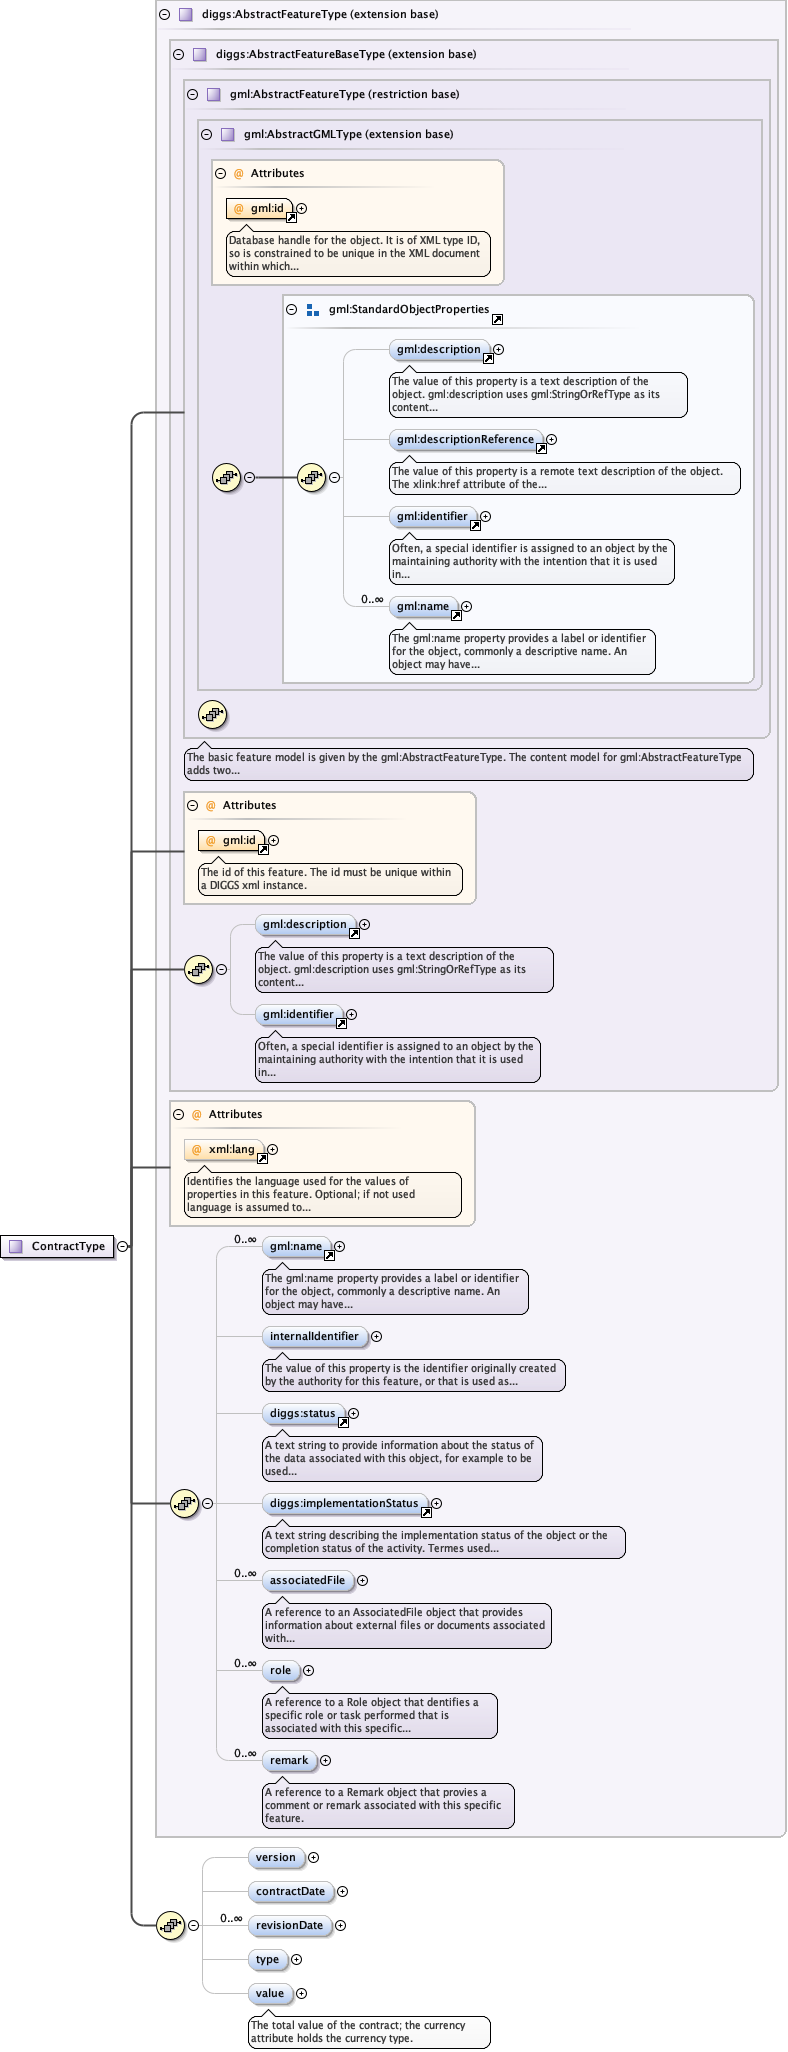 diggs:AbstractFeatureType (extension base)
diggs:AbstractFeatureBaseType (extension base)
gml:AbstractFeatureType (restriction base)
gml:AbstractGMLType (extension base)
@ Attributes
@ gml:id
Database handle for the object. It is of XML type ID,
so is constrained to be unique in the XML document
within which...
gml:StandardObjectProperties
gml:description
The value of this property is a text description of the
object. gml:description uses gml:StringOrRefType as its
content...
gml:descriptionReference
The value of this property is a remote text description of the object.
The xlink:href attribute of the...
gml:identifier
Often, a special identifier is assigned to an object by the
maintaining authority with the intention that it is used
in...
0..∞
gml:name
The gml:name property provides a label or identifier
for the object, commonly a descriptive name. An
object may have...
The basic feature model is given by the gml:AbstractFeatureType. The content model for gml:AbstractFeatureType
adds two...
@ Attributes
@ gml:id
The id of this feature. The id must be unique within
a DIGGS xml instance.
gml:description
The value of this property is a text description of the
object. gml:description uses gml:StringOrRefType as its
content...
gml:identifier
Often, a special identifier is assigned to an object by the
maintaining authority with the intention that it is used
in...
@ Attributes
@ xml:lang
Identifies the language used for the values of
properties in this feature. Optional; if not used
language is assumed to...
ContractType
0..∞
gml:name
The gml:name property provides a label or identifier
for the object, commonly a descriptive name. An
object may have...
internalIdentifier
The value of this property is the identifier originally created
by the authority for this feature, or that is used as...
diggs:status
A text string to provide information about the status of
the data associated with this object, for example to be
used...
diggs:implementationStatus
A text string describing the implementation status of the object or the
completion status of the activity. Termes used...
0..∞
associatedFile
A reference to an AssociatedFile object that provides
information about external files or documents associated
with...
0..∞
role
A reference to a Role object that dentifies a
specific role or task performed that is
associated with this specific...
0..∞
remark
A reference to a Remark object that provies a
comment or remark associated with this specific
feature.
version
contractDate
0..∞
revisionDate
type
value
The total value of the contract; the currency
attribute holds the currency type.